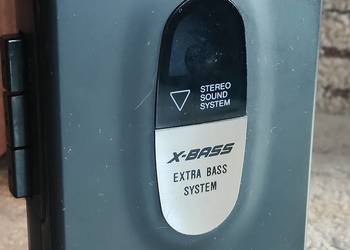 STEREO
SOUND
SYSTEM
X-BASS
EXTRA BASS
SYSTEM